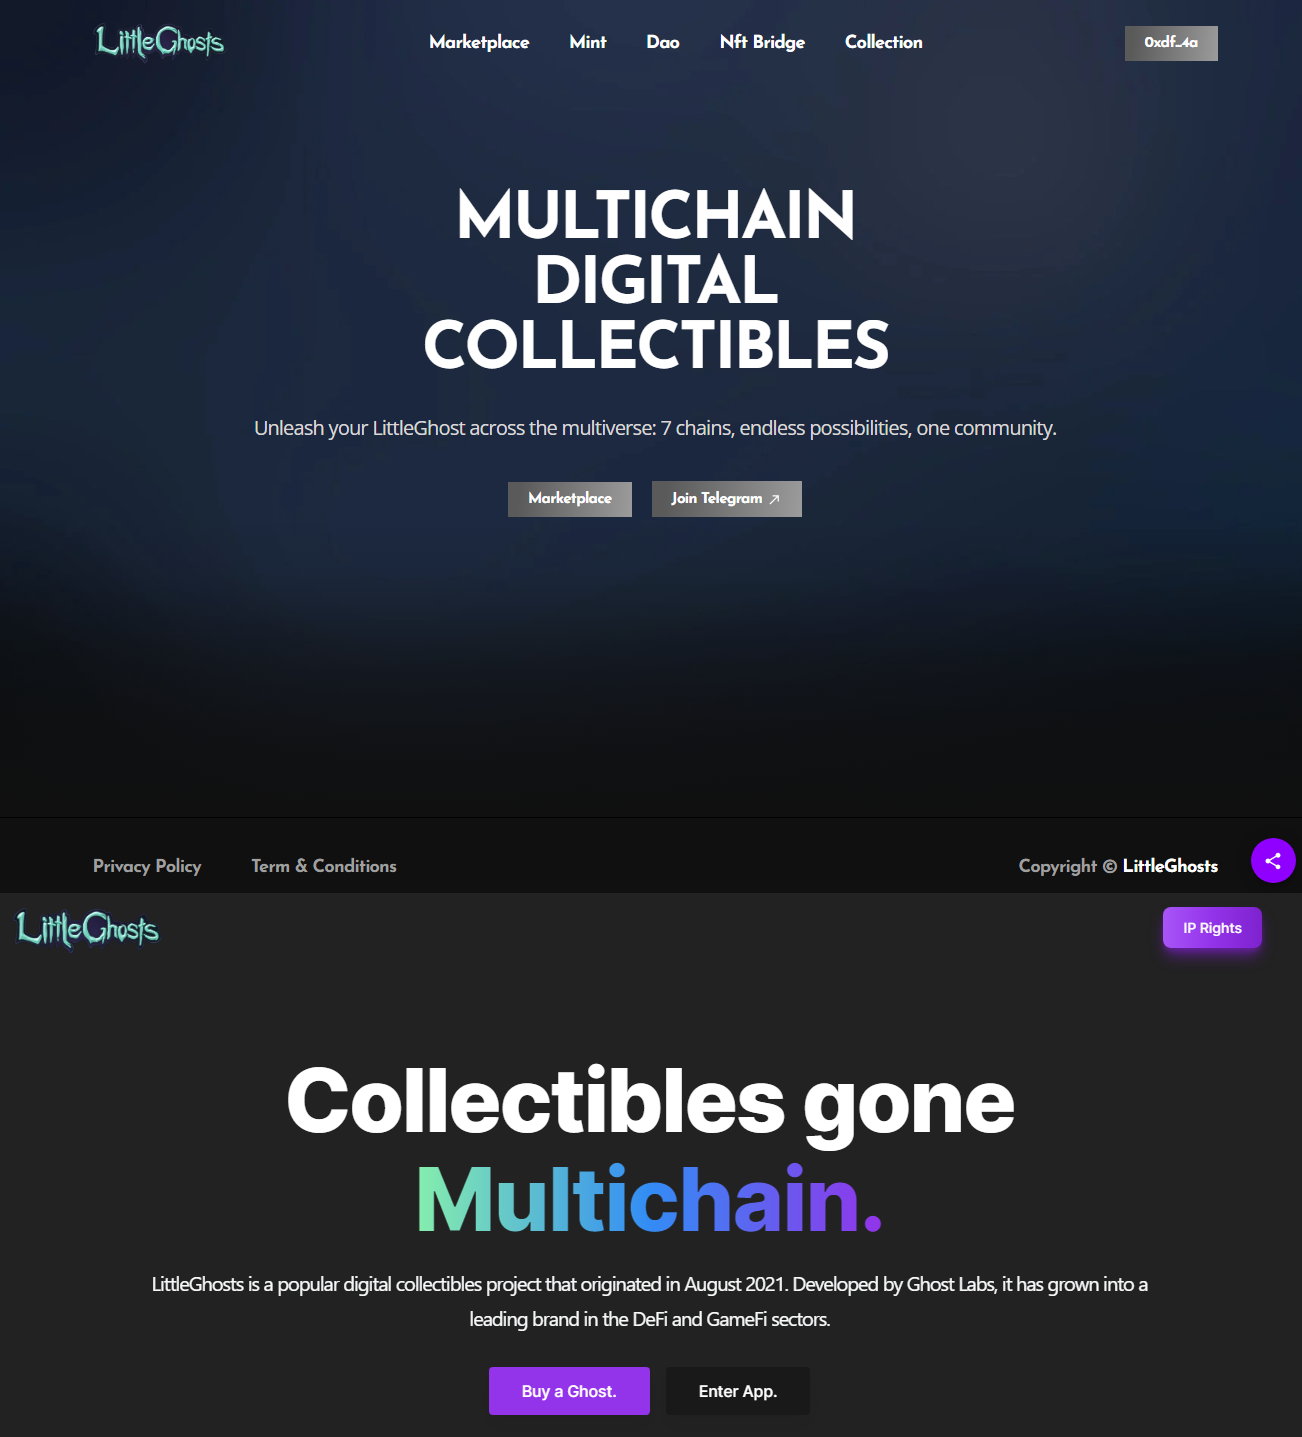 LittleGhosts
Marketplace Mint Dao Nft Bridge Collection
0xdf...4a
MULTICHAIN
DIGITAL
COLLECTIBLES
Unleash your LittleGhost across the multiverse: 7 chains, endless possibilities, one community.
Marketplace Join Telegram
Privacy Policy Term & Conditions Copyright © LittleGhosts
LittleGhosts
IP Rights
Collectibles gone
Multichain.
LittleGhosts is a popular digital collectibles project that originated in August 2021. Developed by Ghost Labs, it has grown into a
leading brand in the DeFi and GameFi sectors.
Buy a Ghost. Enter App.